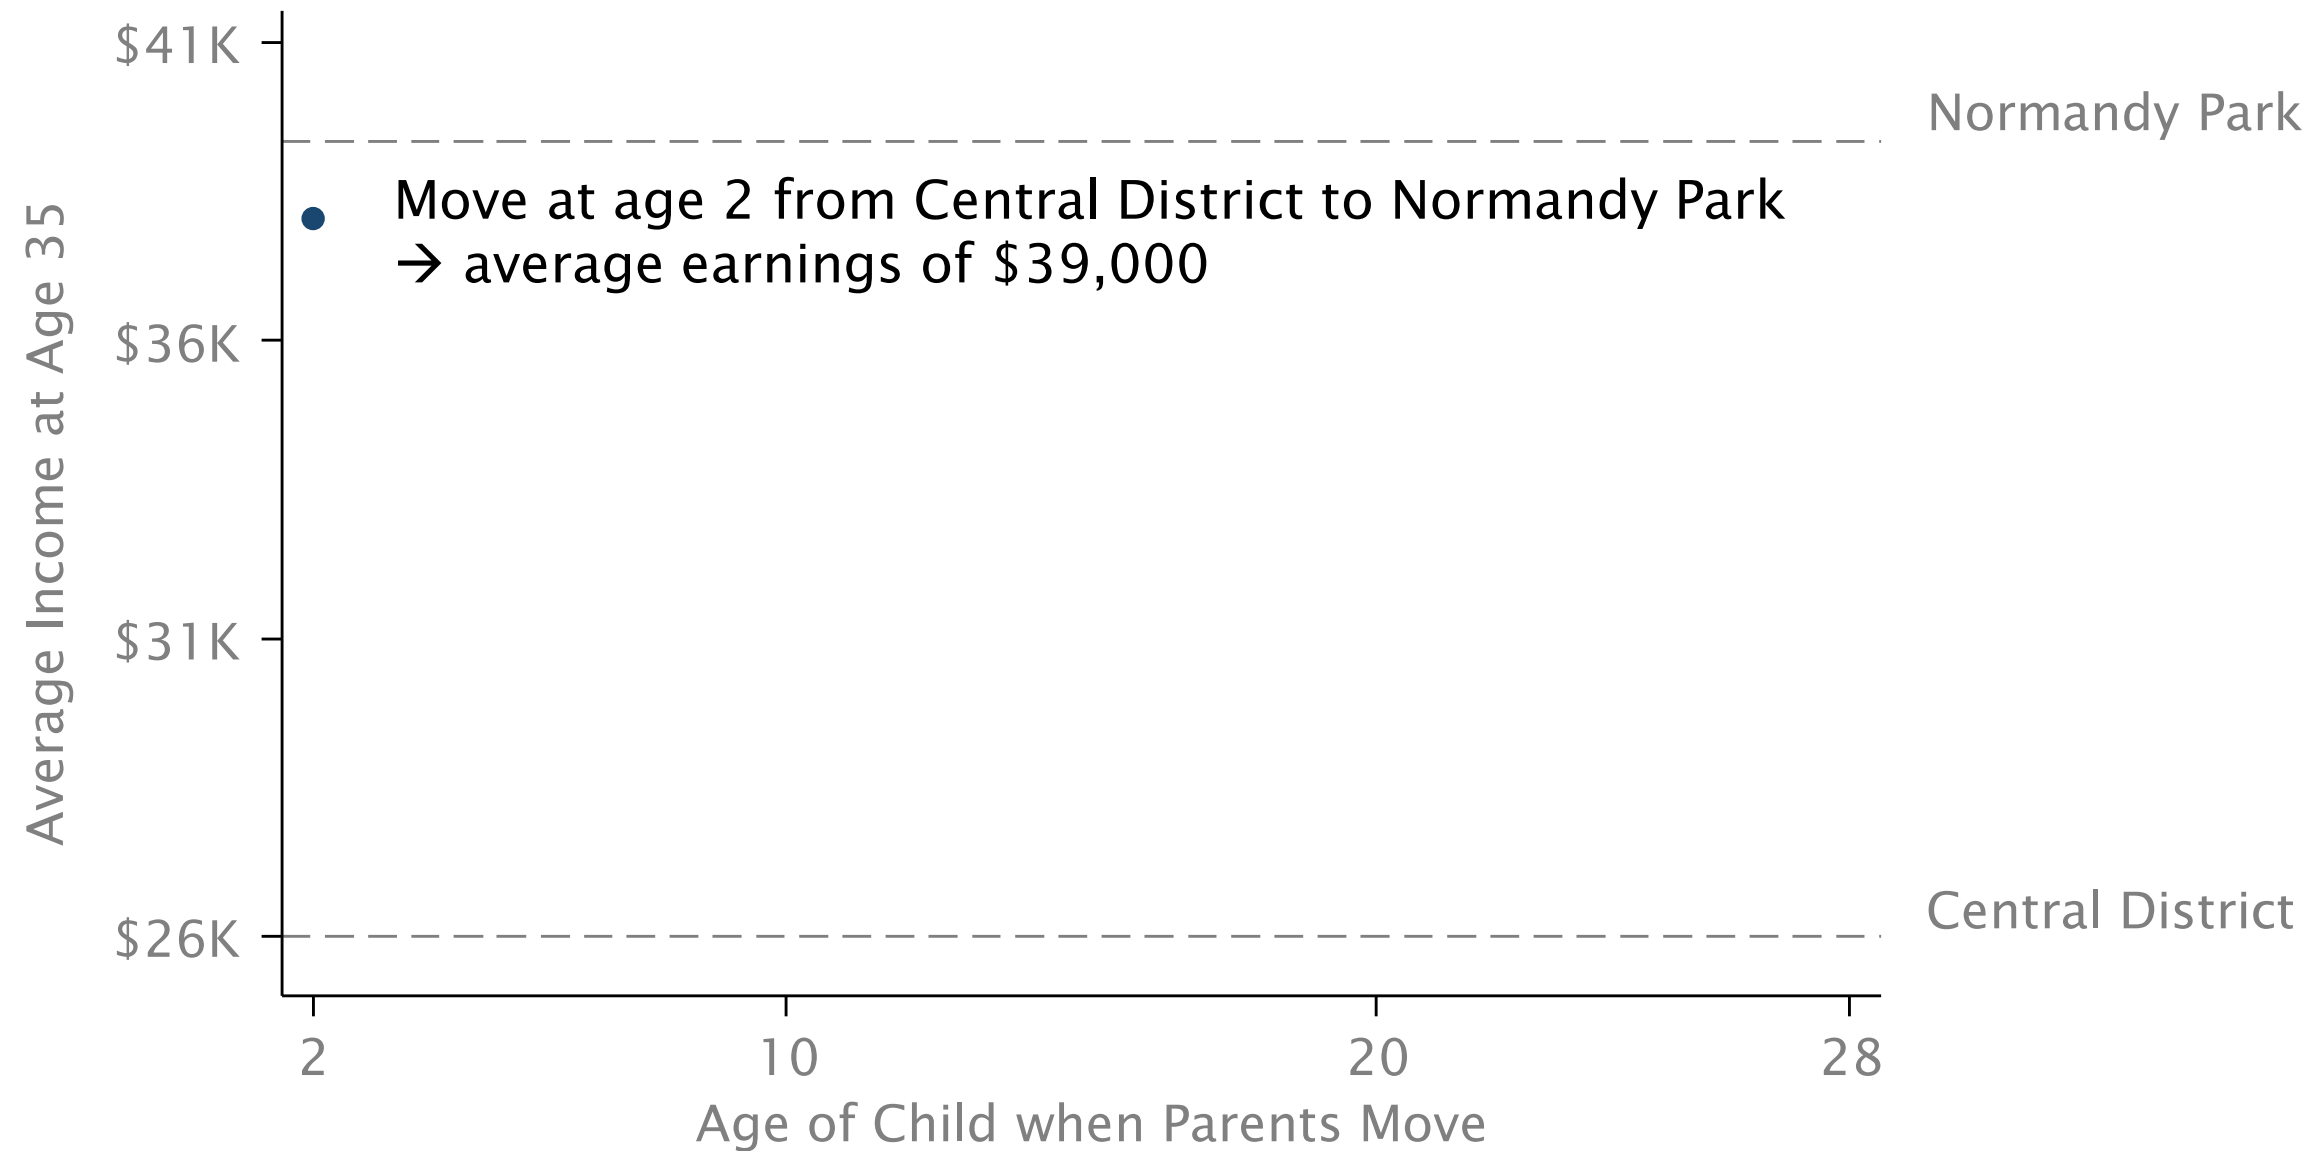 $41K
Normandy Park
Move at age 2 from Central District to Normandy Park
→ average earnings of $39,000
$36K
Average Income at Age 35
$31K
$26K
Central District
2 10 20 28
Age of Child when Parents Move